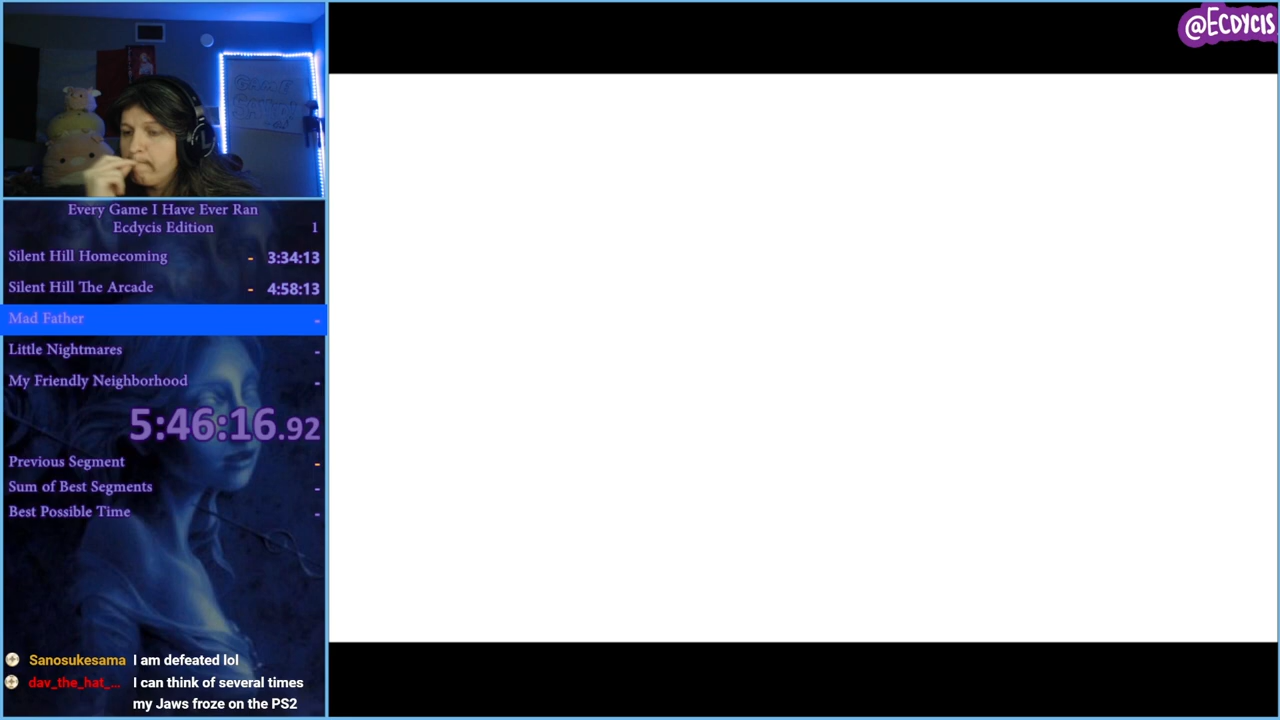 @ECDYCIS
GAME
Every Game I Have Ever Ran
Ecdycis Edition 1
Silent Hill Homecoming - 3:34:13
Silent Hill The Arcade - 4:58:13
Mad Father -
Little Nightmares -
My Friendly Neighborhood -
5:46:16.92
Previous Segment -
Sum of Best Segments -
Best Possible Time -
Sanosukesama I am defeated lol
dav_the_hat_... I can think of several times
my Jaws froze on the PS2